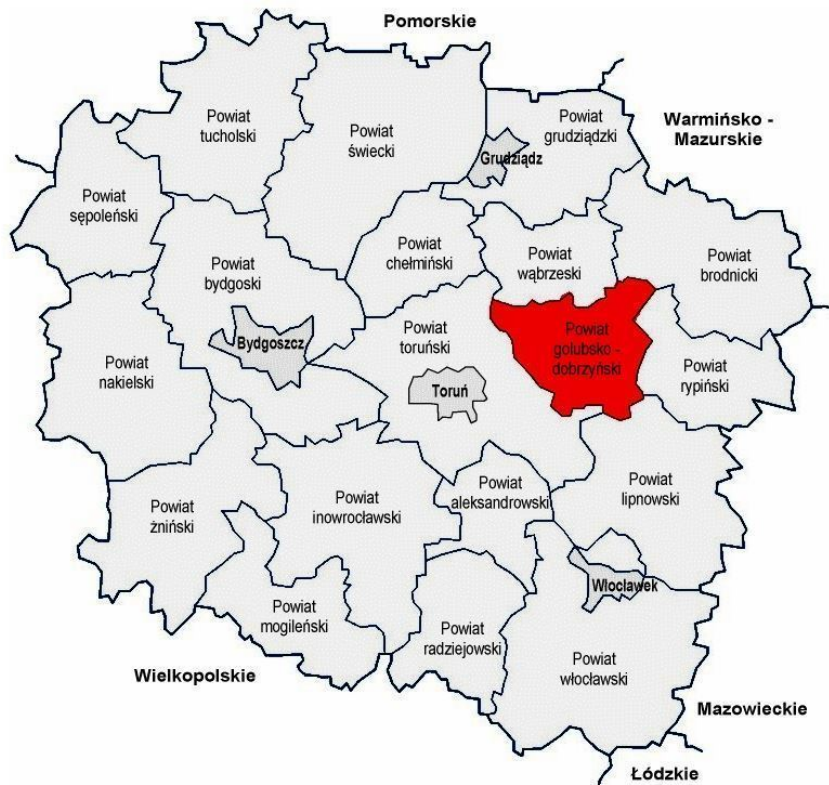 Pomorskie
Powiat
tucholski
Powiat
świecki
Powiat
grudziądzki
Warmińsko -
Mazurskie
Grudziądz
Powiat
sępoleński
Powiat
chełmiński
Powiat
wąbrzeski
Powiat
brodnicki
Powiat
bydgoski
Bydgoszcz
Powiat
toruński
Powiat
golubsko -
dobrzyński
Powiat
nakielski
Toruń
Powiat
rypiński
Powiat
żniński
Powiat
inowrocławski
Powiat
aleksandrowski
Powiat
lipnowski
Włocławek
Powiat
mogileński
Powiat
radziejowski
Powiat
włocławski
Wielkopolskie
Mazowieckie
Łódzkie